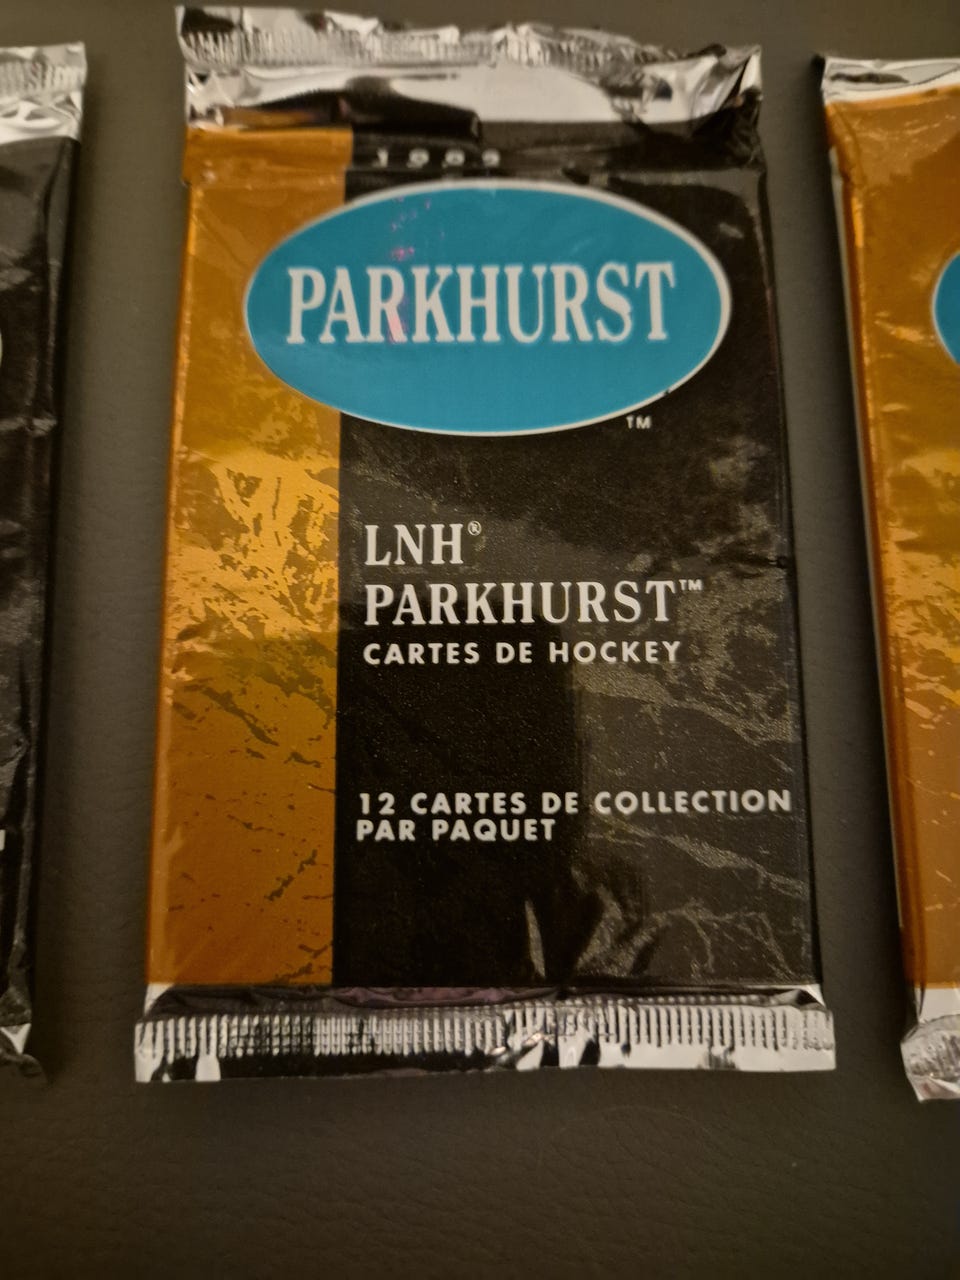 PARKHURST
TM
LNH®
PARKHURST™
CARTES DE HOCKEY
12 CARTES DE COLLECTION
PAR PAQUET